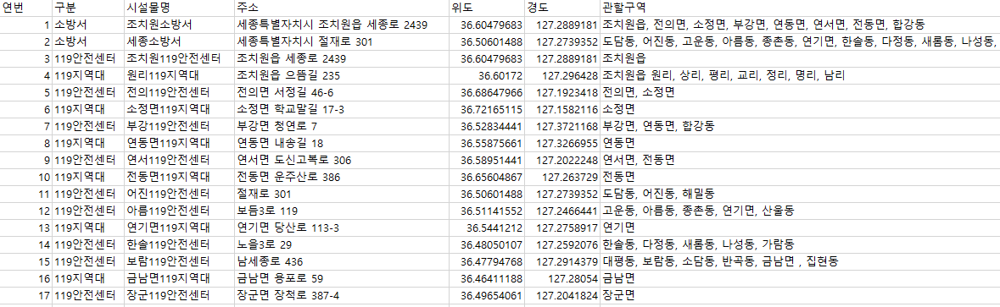 연번 구분 시설물명 주소 위도 경도 관할구역
1 소방서 조치원소방서 세종특별자치시 조치원읍 세종로 2439 36.60479683 127.2889181 조치원읍, 전의면, 소정면, 부강면, 연동면, 연서면, 전동면, 합강동
2 소방서 세종소방서 세종특별자치시 절재로 301 36.50601488 127.2739352 도담동, 어진동, 고운동, 아름동, 종촌동, 연기면, 한솔동, 다정동, 새롬동, 나성동,
3 119안전센터 조치원119안전센터 조치원읍 세종로 2439 36.60479683 127.2889181 조치원읍
4 119지역대 원리119지역대 조치원읍 으뜸길 235 36.60172 127.296428 조치원읍 원리, 상리, 평리, 교리, 정리, 명리, 남리
5 119안전센터 전의119안전센터 전의면 서정길 46-6 36.68647966 127.1923418 전의면, 소정면
6 119지역대 소정면119지역대 소정면 학교말길 17-3 36.72165115 127.1582116 소정면
7 119안전센터 부강119안전센터 부강면 청연로 7 36.52834441 127.3721168 부강면, 연동면, 합강동
8 119지역대 연동면119지역대 연동면 내송길 18 36.55875661 127.3266955 연동면
9 119안전센터 연서119안전센터 연서면 도신고복로 306 36.58951441 127.2022248 연서면, 전동면
10 119지역대 전동면119지역대 전동면 운주산로 386 36.65604867 127.263729 전동면
11 119안전센터 어진119안전센터 절재로 301 36.50601488 127.2739352 도담동, 어진동, 해밀동
12 119안전센터 아름119안전센터 보듬3로 119 36.51141552 127.2466441 고운동, 아름동, 종촌동, 연기면, 산울동
13 119지역대 연기면119지역대 연기면 당산로 113-3 36.5441212 127.2758917 연기면
14 119안전센터 한솔119안전센터 노을3로 29 36.48050107 127.2592076 한솔동, 다정동, 새롬동, 나성동, 가람동
15 119안전센터 보람119안전센터 남세종로 436 36.47794768 127.2914379 대평동, 보람동, 소담동, 반곡동, 금남면 , 집현동
16 119지역대 금남면119지역대 금남면 용포로 59 36.46411188 127.28054 금남면
17 119안전센터 장군119안전센터 장군면 장척로 387-4 36.49654061 127.2041824 장군면